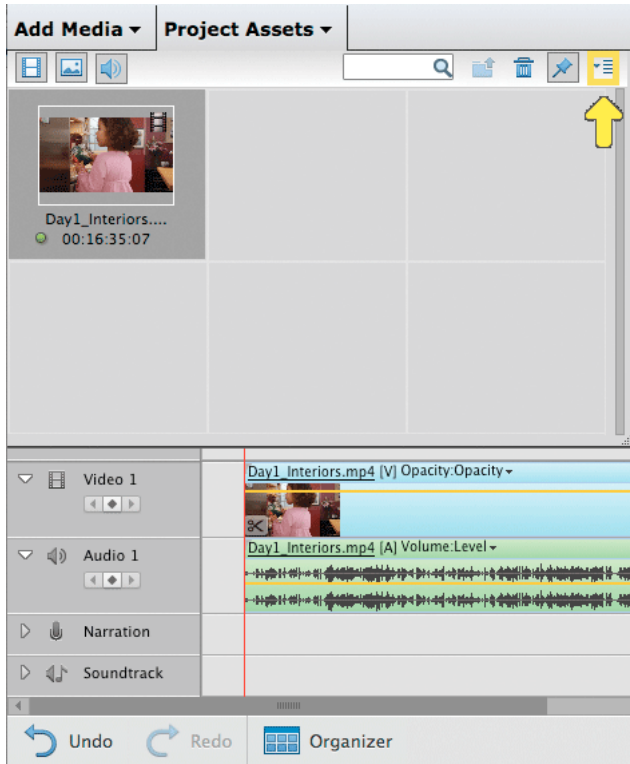 Add Media Project Assets
Day1_Interiors....
00:16:35:07
Video 1
Day1_Interiors.mp4 [V] Opacity:Opacity
Audio 1
Day1_Interiors.mp4 [A] Volume:Level
Narration
Soundtrack
Undo Redo Organizer